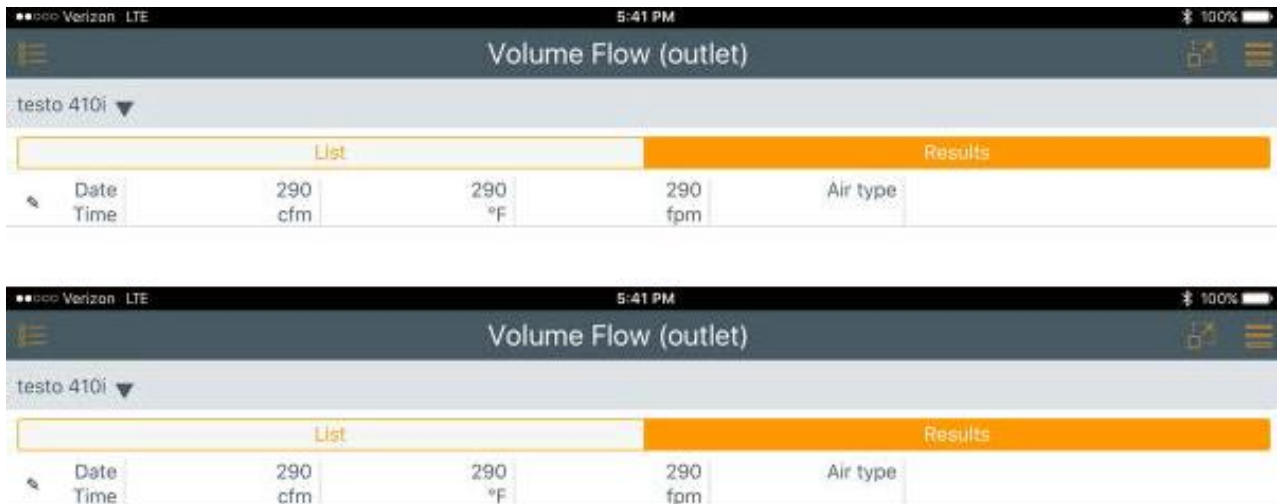 Verizon LTE 5:41 PM 100%
Volume Flow (outlet)
testo 410i
List Results
Date 290 290 290 Air type
Time cfm °F fpm
Verizon LTE 5:41 PM 100%
Volume Flow (outlet)
testo 410i
List Results
Date 290 290 290 Air type
Time cfm °F fpm